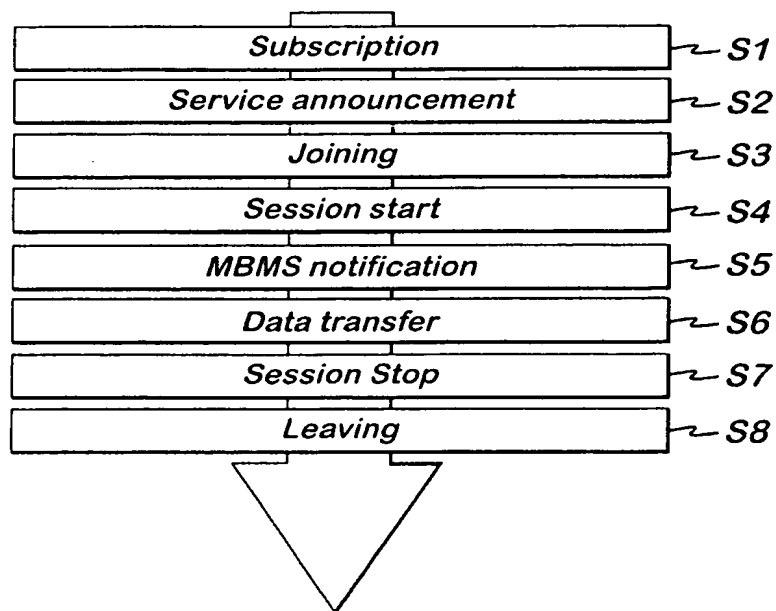 Subscription S1
Service announcement S2
Joining S3
Session start S4
MBMS notification S5
Data transfer S6
Session Stop S7
Leaving S8